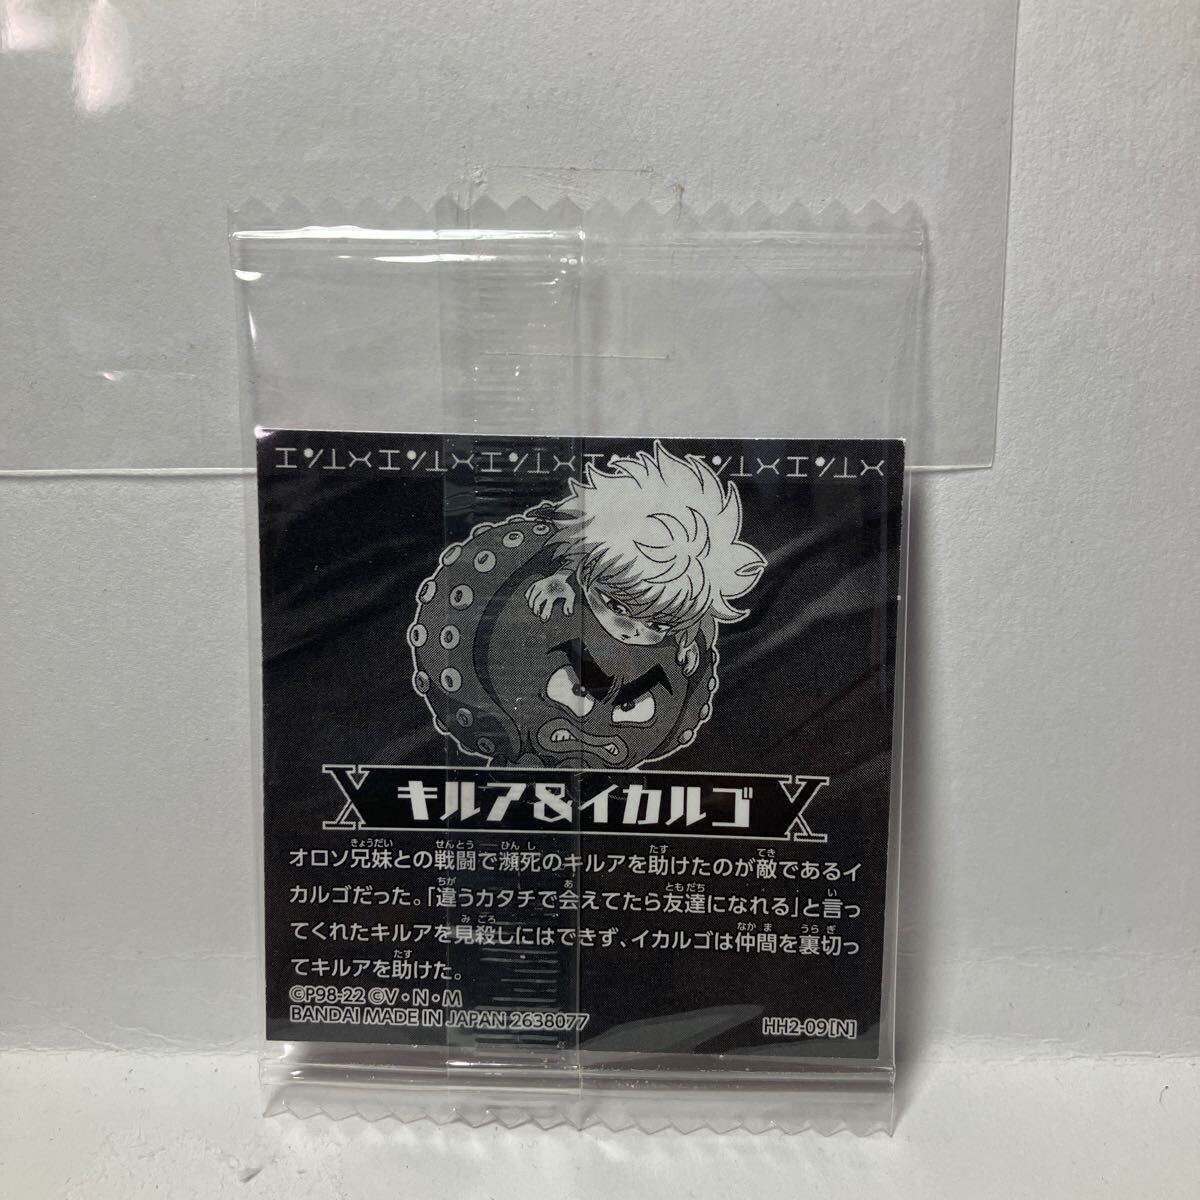 キルア&イカルゴ
オロソ兄妹との戦闘で瀕死のキルアを助けたのが敵であるイ
カルゴだった。「違うカタチで会えてたら友達になれる」と言っ
てくれたキルアを見殺しにはできず、イカルゴは仲間を裏切っ
てキルアを助けた。
©P98-22 ©V・N・M
BANDAI MADE IN JAPAN 2638077
HH2-09[N]